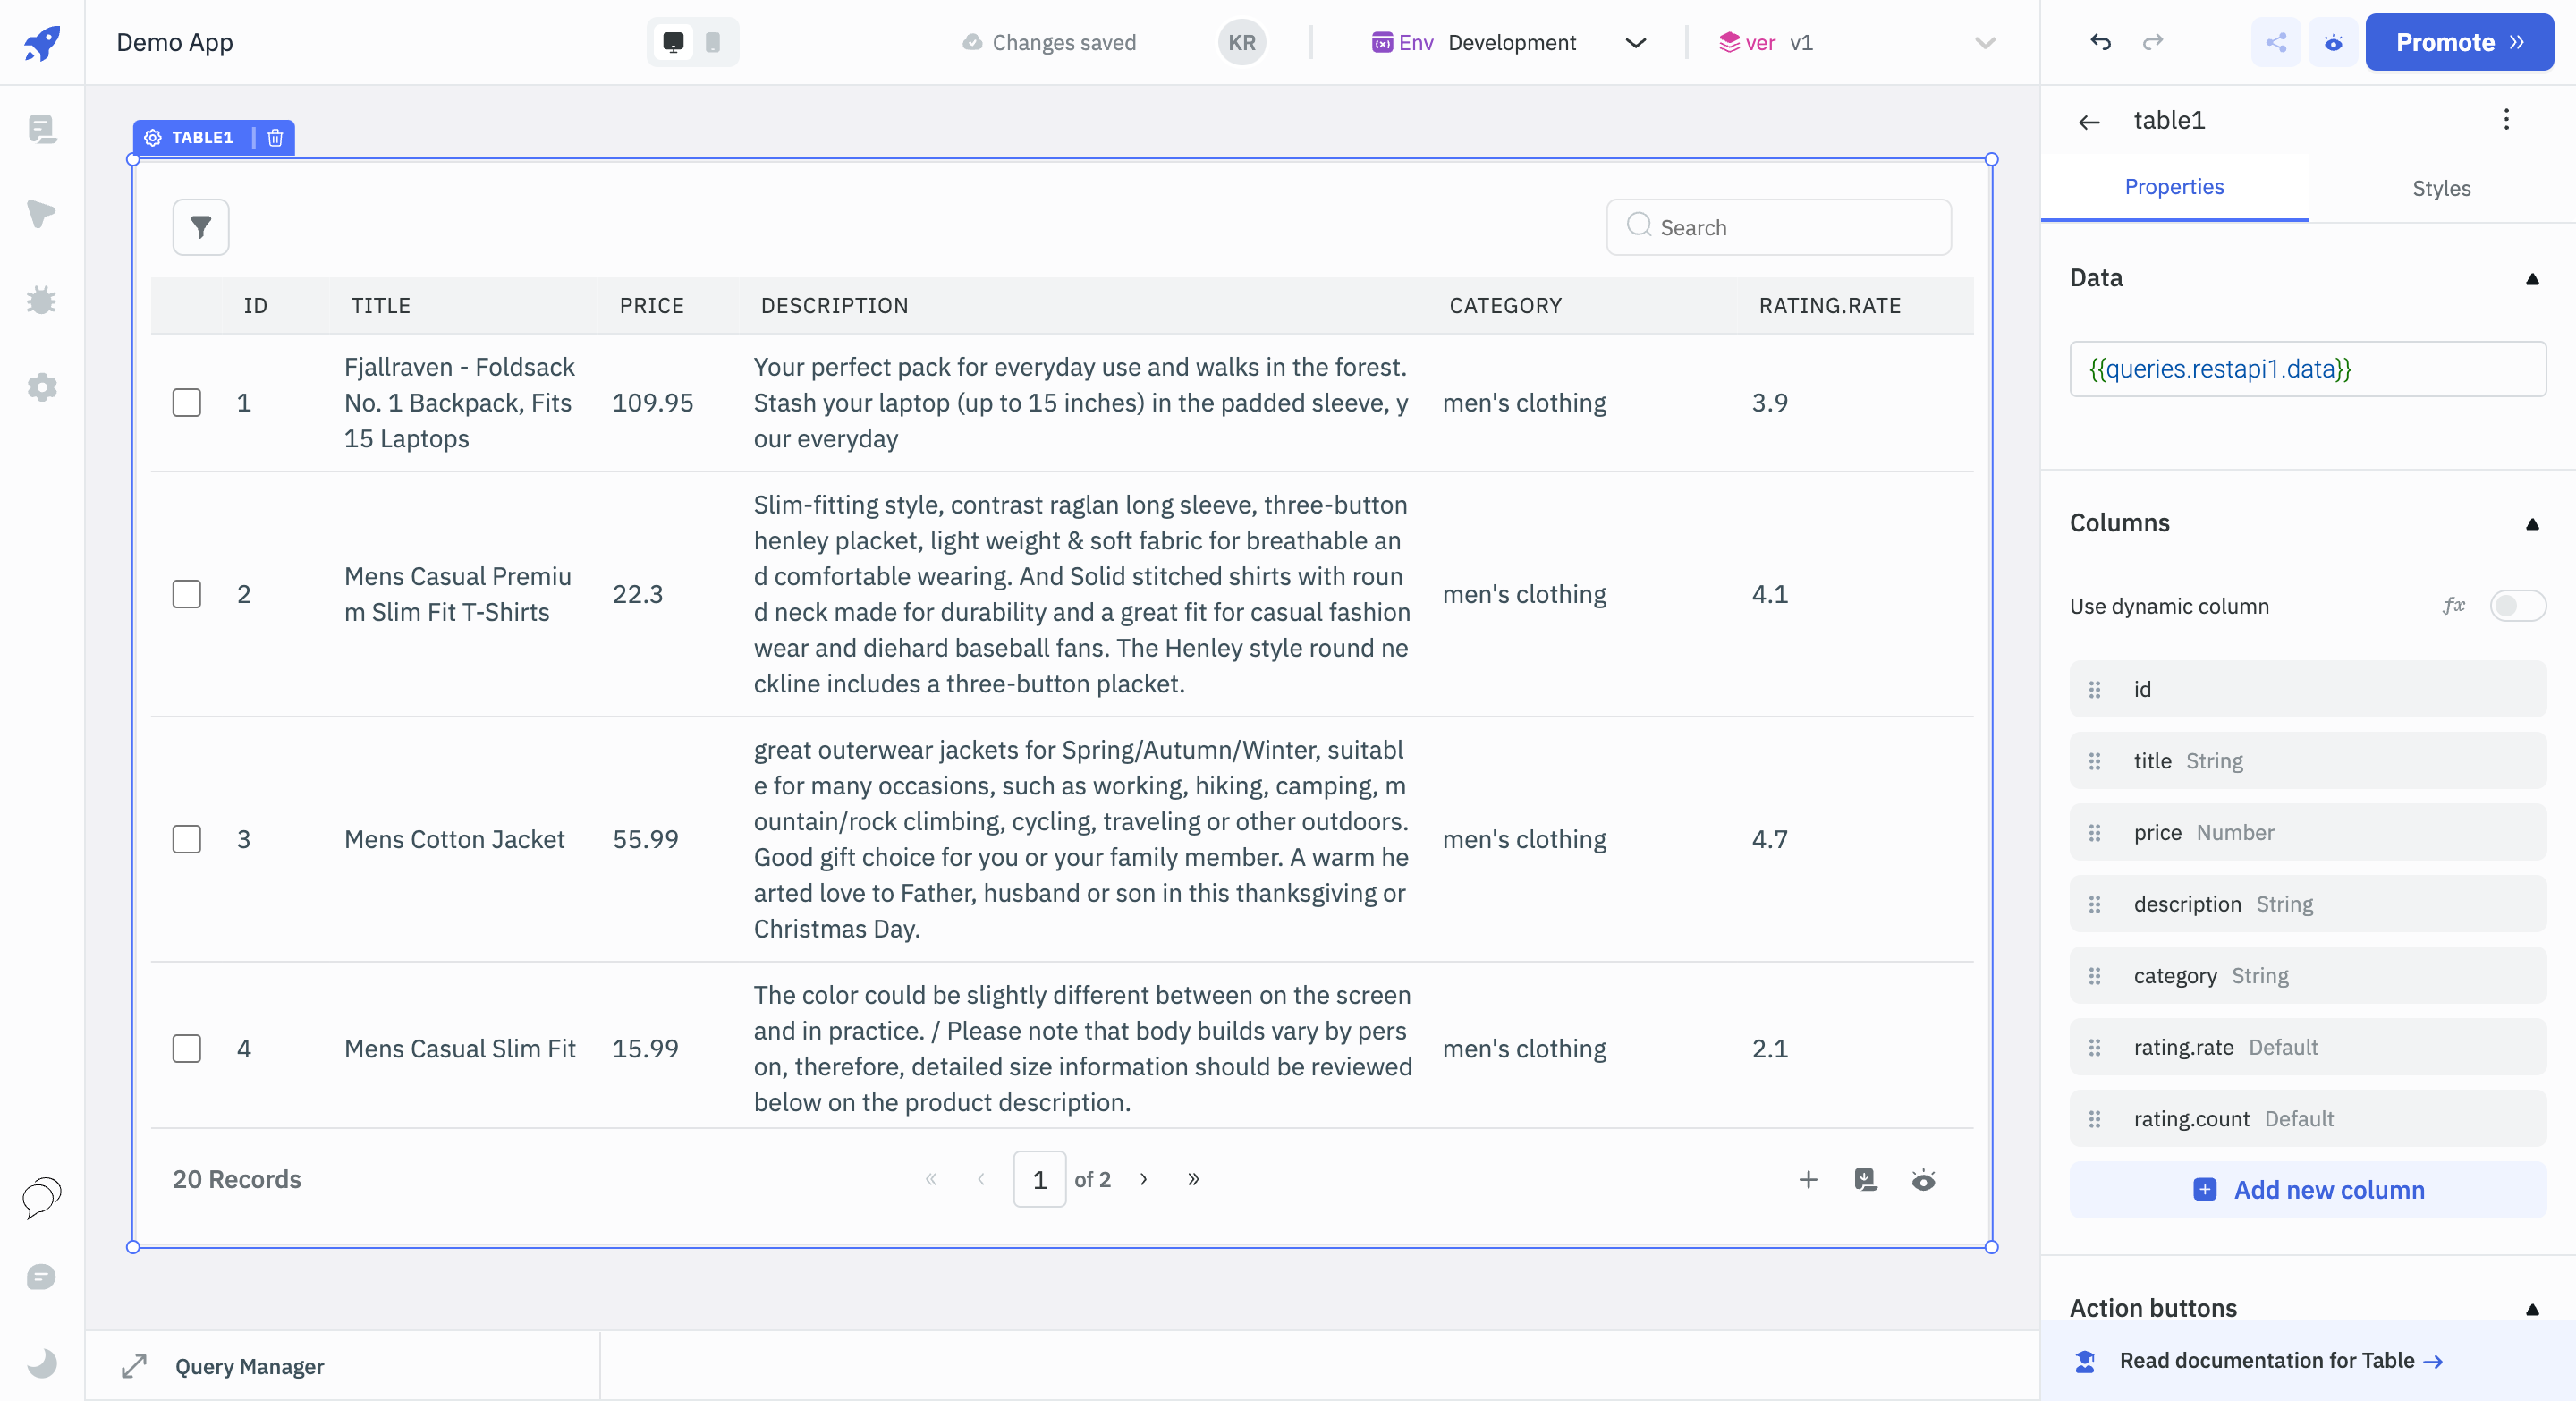 Demo App
Changes saved
KR
Env Development
ver v1
Promote
TABLE1
Search
ID TITLE PRICE DESCRIPTION CATEGORY RATING.RATE
1
Fjallraven - Foldsack
No. 1 Backpack, Fits
15 Laptops
109.95
Your perfect pack for everyday use and walks in the forest.
Stash your laptop (up to 15 inches) in the padded sleeve, y
our everyday
men's clothing
3.9
2
Mens Casual Premiu
m Slim Fit T-Shirts
22.3
Slim-fitting style, contrast raglan long sleeve, three-button
henley placket, light weight & soft fabric for breathable an
d comfortable wearing. And Solid stitched shirts with roun
d neck made for durability and a great fit for casual fashion
wear and diehard baseball fans. The Henley style round ne
ckline includes a three-button placket.
men's clothing
4.1
3
Mens Cotton Jacket
55.99
great outerwear jackets for Spring/Autumn/Winter, suitabl
e for many occasions, such as working, hiking, camping, m
ountain/rock climbing, cycling, traveling or other outdoors.
Good gift choice for you or your family member. A warm he
arted love to Father, husband or son in this thanksgiving or
Christmas Day.
men's clothing
4.7
4
Mens Casual Slim Fit
15.99
The color could be slightly different between on the screen
and in practice. / Please note that body builds vary by pers
on, therefore, detailed size information should be reviewed
below on the product description.
men's clothing
2.1
20 Records
1 of 2
Query Manager
table1
Properties
Styles
Data
{{queries.restapi1.data}}
Columns
Use dynamic column
fx
id
title String
price Number
description String
category String
rating.rate Default
rating.count Default
Add new column
Action buttons
Read documentation for Table